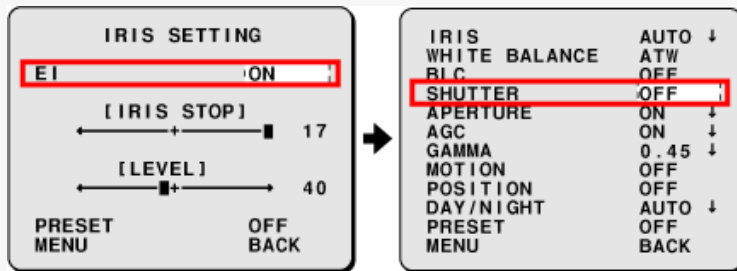 IRIS SETTING
EI ON
[IRIS STOP]
+ 17
[LEVEL]
+ 40
PRESET OFF
MENU BACK
IRIS AUTO ↓
WHITE BALANCE ATW
BLC OFF
SHUTTER OFF
APERTURE ON ↓
AGC ON ↓
GAMMA 0.45 ↓
MOTION OFF
POSITION OFF
DAY/NIGHT AUTO ↓
PRESET OFF
MENU BACK